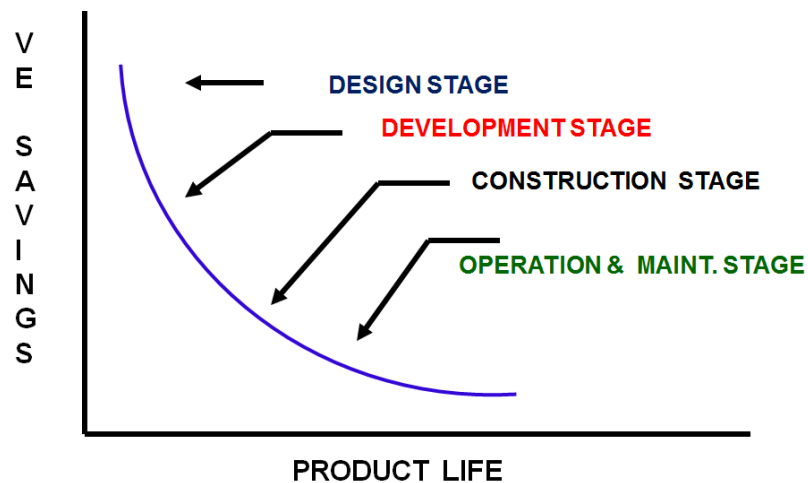 VE SAVINGS
DESIGN STAGE
DEVELOPMENT STAGE
CONSTRUCTION STAGE
OPERATION & MAINT. STAGE
PRODUCT LIFE